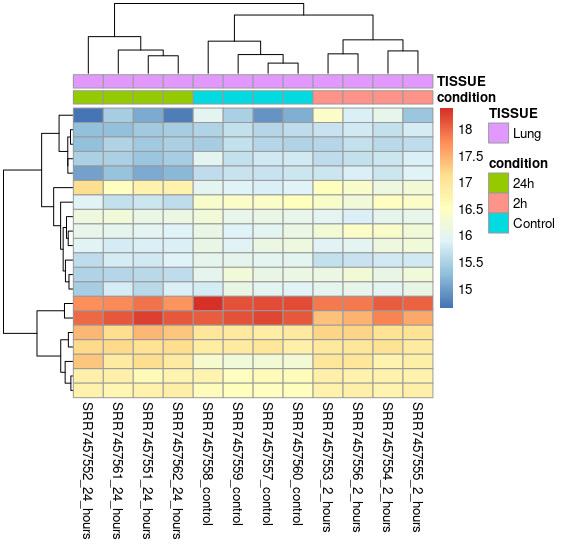 TISSUE
condition
18
17.5
17
16.5
16
15.5
15
TISSUE
Lung
condition
24h
2h
Control
SRR7457552_24_hours
SRR7457561_24_hours
SRR7457551_24_hours
SRR7457562_24_hours
SRR7457558_control
SRR7457559_control
SRR7457557_control
SRR7457560_control
SRR7457553_2_hours
SRR7457556_2_hours
SRR7457554_2_hours
SRR7457555_2_hours